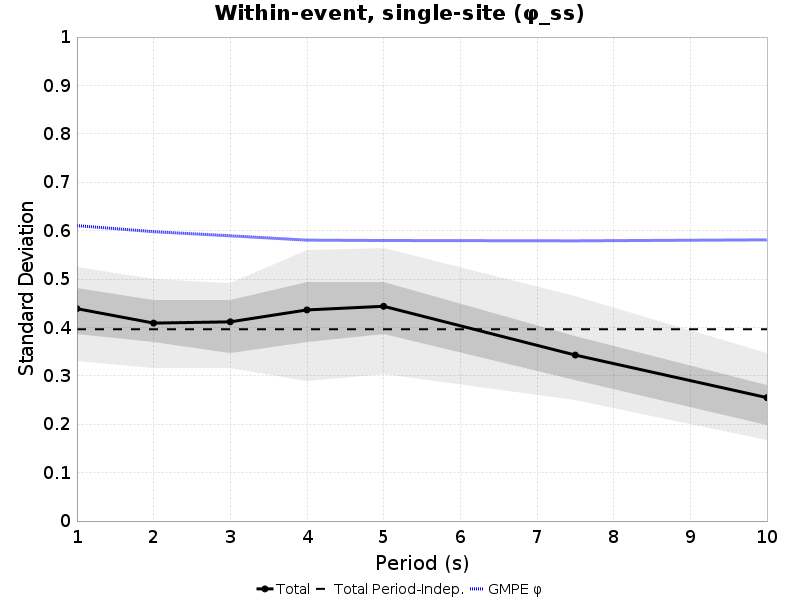 Within-event, single-site (φ_ss)
1
0.9
0.8
0.7
0.6
0.5
0.4
0.3
0.2
0.1
0
Standard Deviation
1 2 3 4 5 6 7 8 9 10
Period (s)
Total Total Period-Indep. GMPE φ